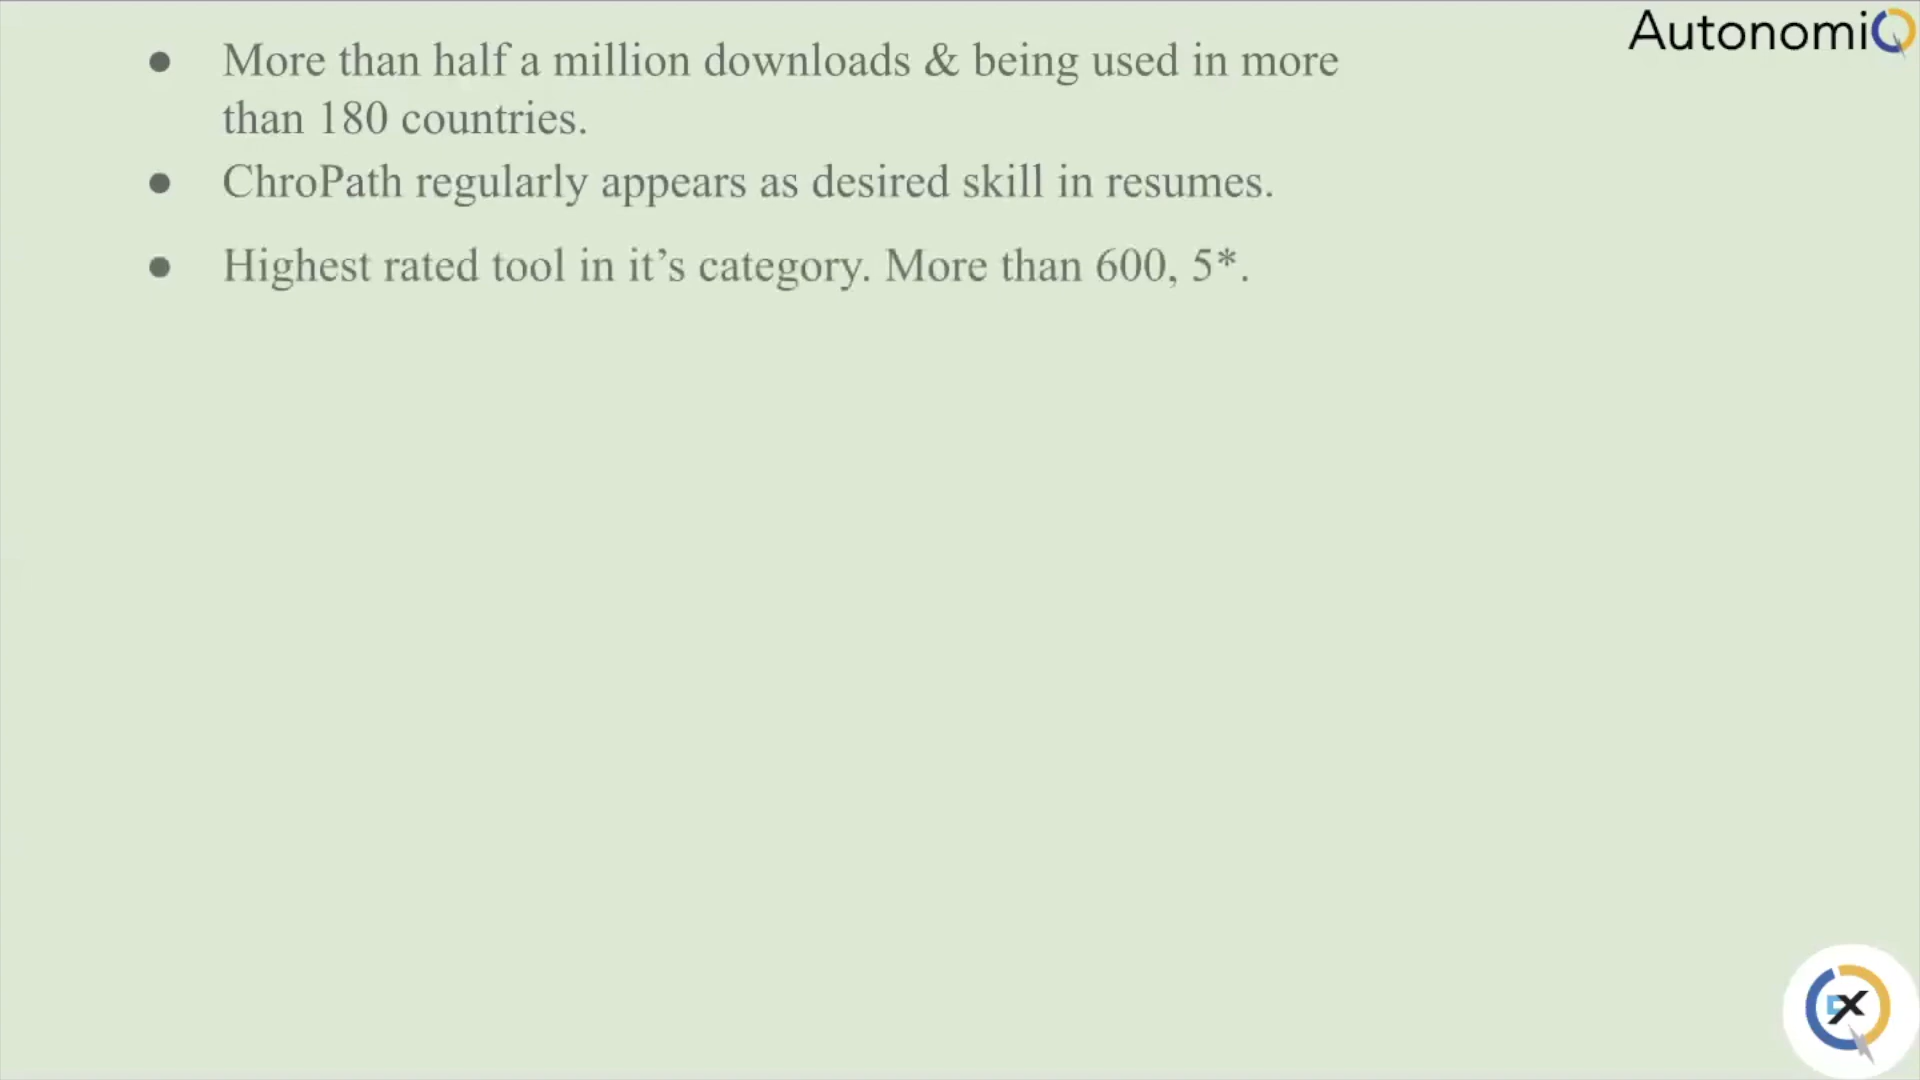 AutonomiQ
● More than half a million downloads & being used in more
than 180 countries.
● ChroPath regularly appears as desired skill in resumes.
● Highest rated tool in it’s category. More than 600, 5*.